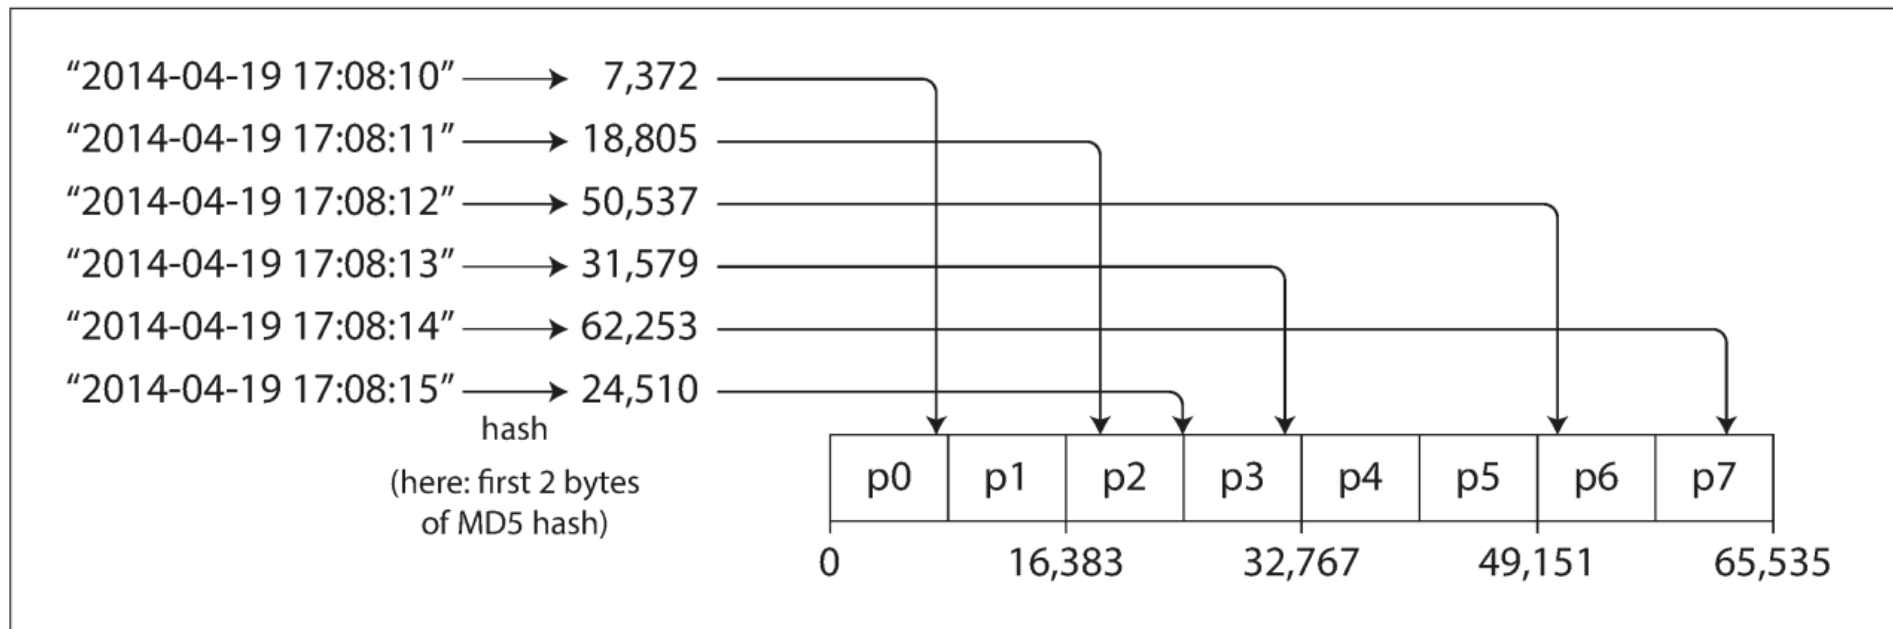 “2014-04-19 17:08:10” 7,372
“2014-04-19 17:08:11” 18,805
“2014-04-19 17:08:12” 50,537
“2014-04-19 17:08:13” 31,579
“2014-04-19 17:08:14” 62,253
“2014-04-19 17:08:15” 24,510
hash
(here: first 2 bytes
of MD5 hash)
p0 p1 p2 p3 p4 p5 p6 p7
0 16,383 32,767 49,151 65,535